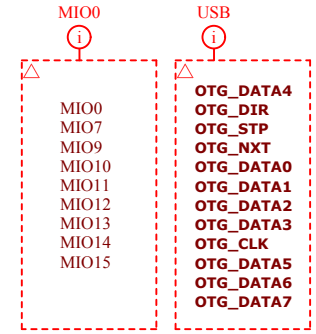 MIO0
USB
i
i
MIO0
MIO7
MIO9
MIO10
MIO11
MIO12
MIO13
MIO14
MIO15
OTG_DATA4
OTG_DIR
OTG_STP
OTG_NXT
OTG_DATA0
OTG_DATA1
OTG_DATA2
OTG_DATA3
OTG_CLK
OTG_DATA5
OTG_DATA6
OTG_DATA7